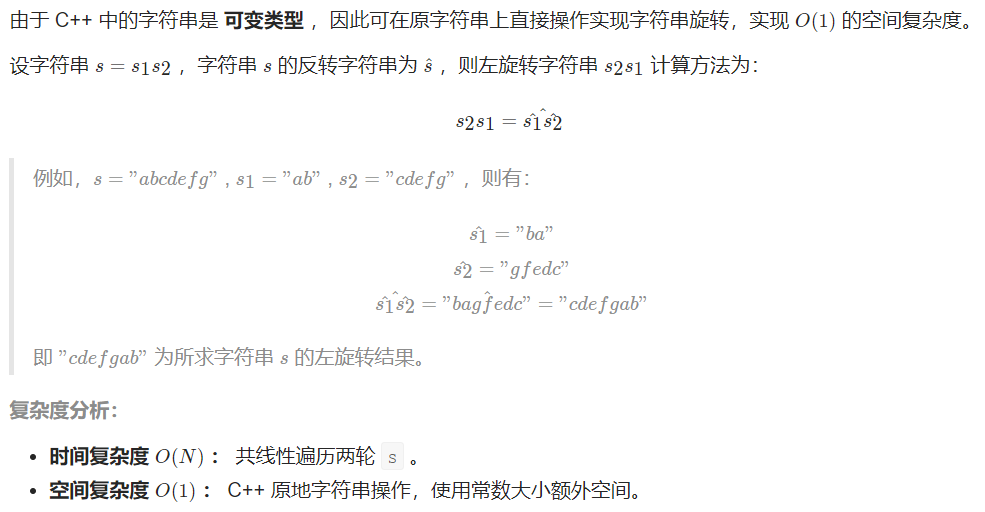 由于 C++ 中的字符串是 可变类型 ，因此可在原字符串上直接操作实现字符串旋转，实现 O(1) 的空间复杂度。
设字符串 s = s1s2 ，字符串 s 的反转字符串为 ŝ ，则左旋转字符串 s2s1 计算方法为：
s2s1 = \hat{\hat{s1}\hat{s2}}
例如，s = ”abcdefg” , s1 = ”ab” , s2 = ”cdefg” ，则有：
\hat{s1} = ”ba”
\hat{s2} = ”gfedc”
\hat{\hat{s1}\hat{s2}} = \hat{”bagfedc”} = ”cdefgab”
即 ”cdefgab” 为所求字符串 s 的左旋转结果。
复杂度分析：
• 时间复杂度 O(N) ： 共线性遍历两轮 s 。
• 空间复杂度 O(1) ： C++ 原地字符串操作，使用常数大小额外空间。